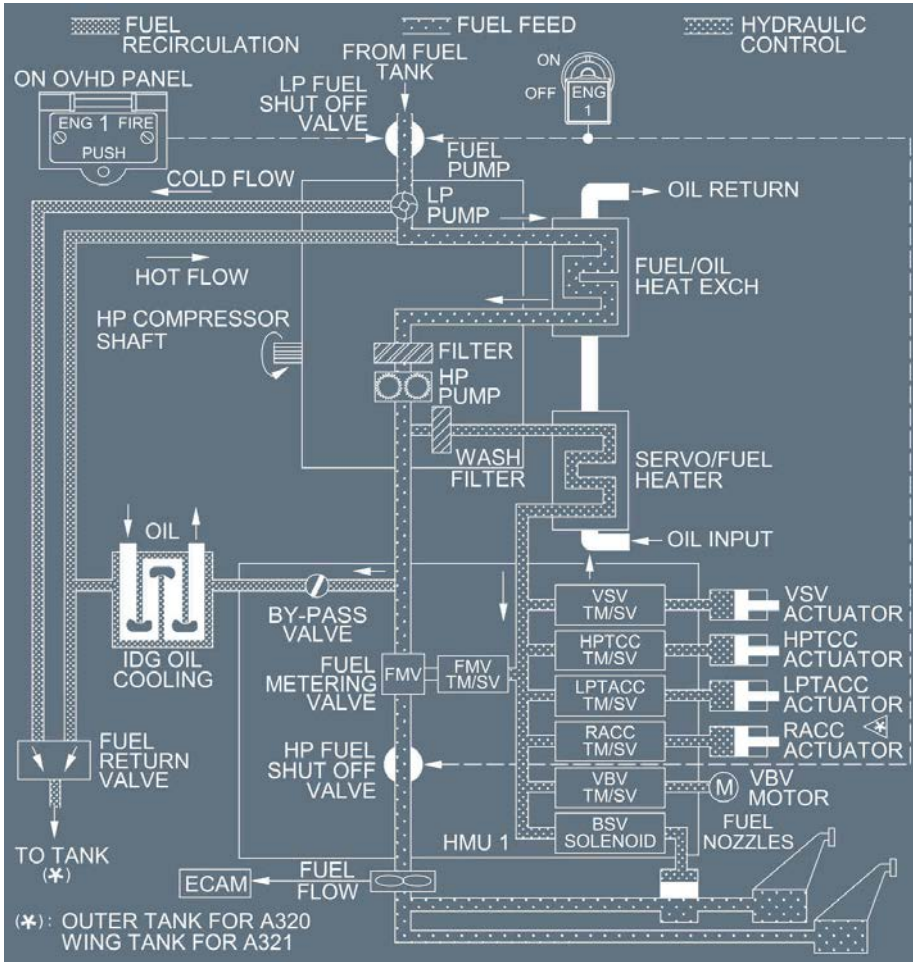 FUEL
RECIRCULATION
FUEL FEED
HYDRAULIC
CONTROL
FROM FUEL
TANK
ON OVHD PANEL
ENG 1 FIRE
PUSH
LP FUEL
SHUT OFF
VALVE
ON
OFF
ENG
1
FUEL
PUMP
COLD FLOW
LP
PUMP
OIL RETURN
HOT FLOW
FUEL/OIL
HEAT EXCH
HP COMPRESSOR
SHAFT
FILTER
HP
PUMP
WASH
FILTER
SERVO/FUEL
HEATER
OIL
OIL INPUT
BY-PASS
VALVE
IDG OIL
COOLING
VSV
TM/SV
VSV
ACTUATOR
HPTCC
TM/SV
HPTCC
ACTUATOR
FUEL
METERING
VALVE
FMV
FMV
TM/SV
LPTACC
TM/SV
LPTACC
ACTUATOR
RACC
TM/SV
RACC
ACTUATOR
FUEL
RETURN
VALVE
HP FUEL
SHUT OFF
VALVE
VBV
TM/SV
M
VBV
MOTOR
BSV
SOLENOID
HMU 1
FUEL
NOZZLES
TO TANK
(*)
ECAM
FUEL
FLOW
(*): OUTER TANK FOR A320
WING TANK FOR A321